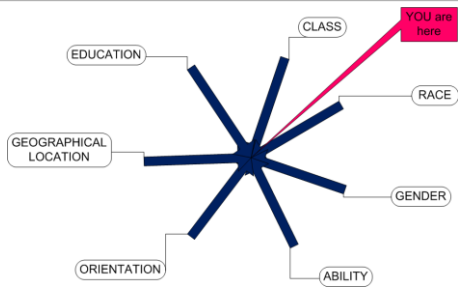 YOU are
here
CLASS
EDUCATION
RACE
GEOGRAPHICAL
LOCATION
GENDER
ORIENTATION
ABILITY